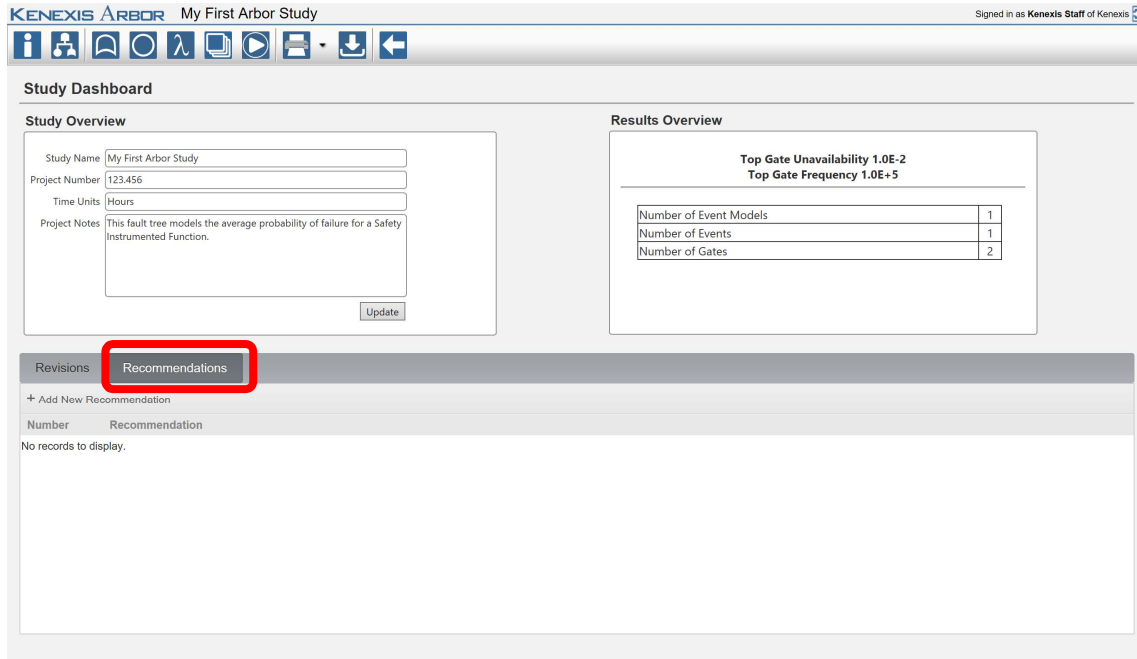 KENEXIS ARBOR My First Arbor Study
Signed in as Kenexis Staff of Kenexis
λ
Study Dashboard
Study Overview
Study Name My First Arbor Study
Project Number 123.456
Time Units Hours
Project Notes This fault tree models the average probability of failure for a Safety
Instrumented Function.
Update
Results Overview
Top Gate Unavailability 1.0E-2
Top Gate Frequency 1.0E+5
Number of Event Models 1
Number of Events 1
Number of Gates 2
Revisions Recommendations
+ Add New Recommendation
Number Recommendation
No records to display.